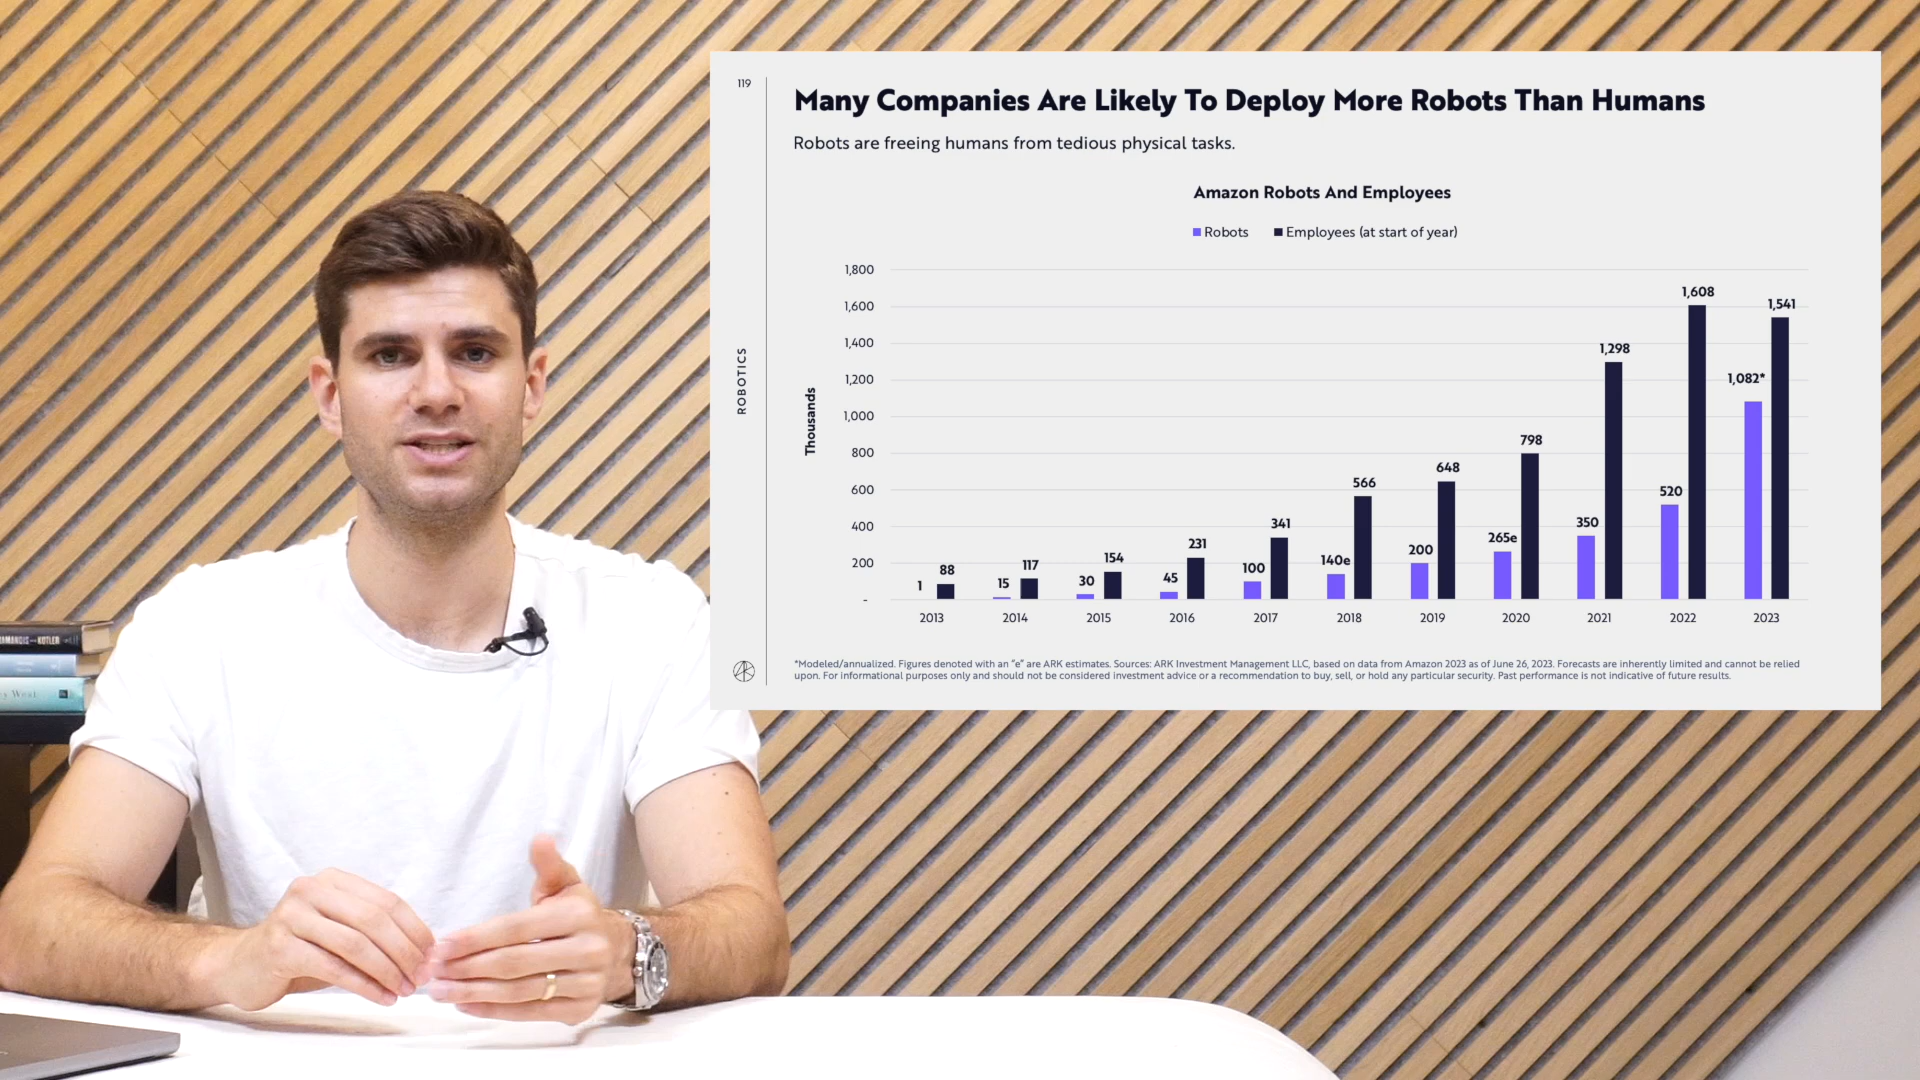 119
Many Companies Are Likely To Deploy More Robots Than Humans
Robots are freeing humans from tedious physical tasks.
Amazon Robots And Employees
Robots Employees (at start of year)
Thousands
1,800
1,600
1,400
1,200
1,000
800
600
400
200
-
1 88 15 117 30 154 45 231 100 341 140e 566 200 648 265e 798 350 1,298 520 1,608 1,082* 1,541
2013 2014 2015 2016 2017 2018 2019 2020 2021 2022 2023
ROBOTICS
*Modeled/annualized. Figures denoted with an "e" are ARK estimates. Sources: ARK Investment Management LLC, based on data from Amazon 2023 as of June 26, 2023. Forecasts are inherently limited and cannot be relied
upon. For informational purposes only and should not be considered investment advice or a recommendation to buy, sell, or hold any particular security. Past performance is not indicative of future results.
KOTLER